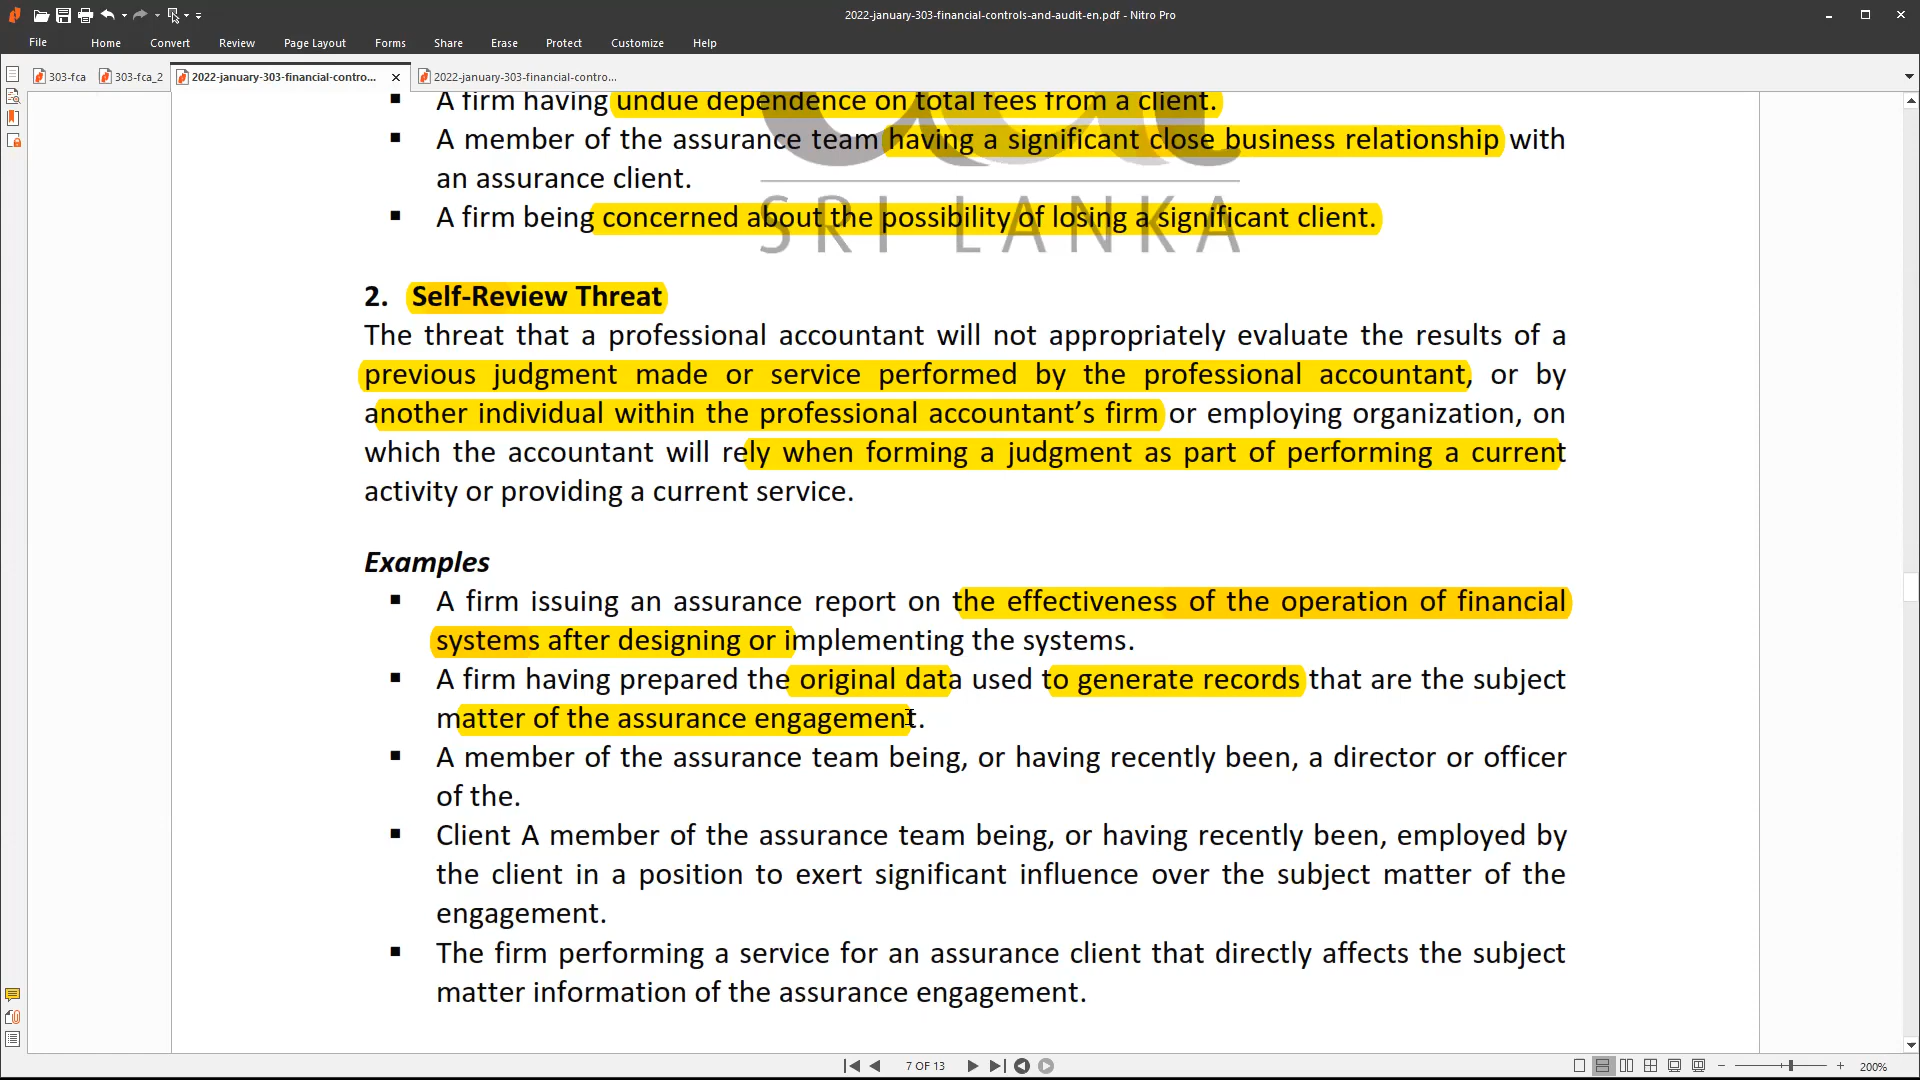 2022-january-303-financial-controls-and-audit-en.pdf - Nitro Pro
File Home Convert Review Page Layout Forms Share Erase Protect Customize Help
303-fca 303-fca_2 2022-january-303-financial-contro... 2022-january-303-financial-contro...
▪ A firm having undue dependence on total fees from a client.
▪ A member of the assurance team having a significant close business relationship with
an assurance client.
▪ A firm being concerned about the possibility of losing a significant client.
SRI LANKA
2. Self-Review Threat
The threat that a professional accountant will not appropriately evaluate the results of a
previous judgment made or service performed by the professional accountant, or by
another individual within the professional accountant’s firm or employing organization, on
which the accountant will rely when forming a judgment as part of performing a current
activity or providing a current service.
Examples
▪ A firm issuing an assurance report on the effectiveness of the operation of financial
systems after designing or implementing the systems.
▪ A firm having prepared the original data used to generate records that are the subject
matter of the assurance engagement.
▪ A member of the assurance team being, or having recently been, a director or officer
of the.
▪ Client A member of the assurance team being, or having recently been, employed by
the client in a position to exert significant influence over the subject matter of the
engagement.
▪ The firm performing a service for an assurance client that directly affects the subject
matter information of the assurance engagement.
7 OF 13
200%